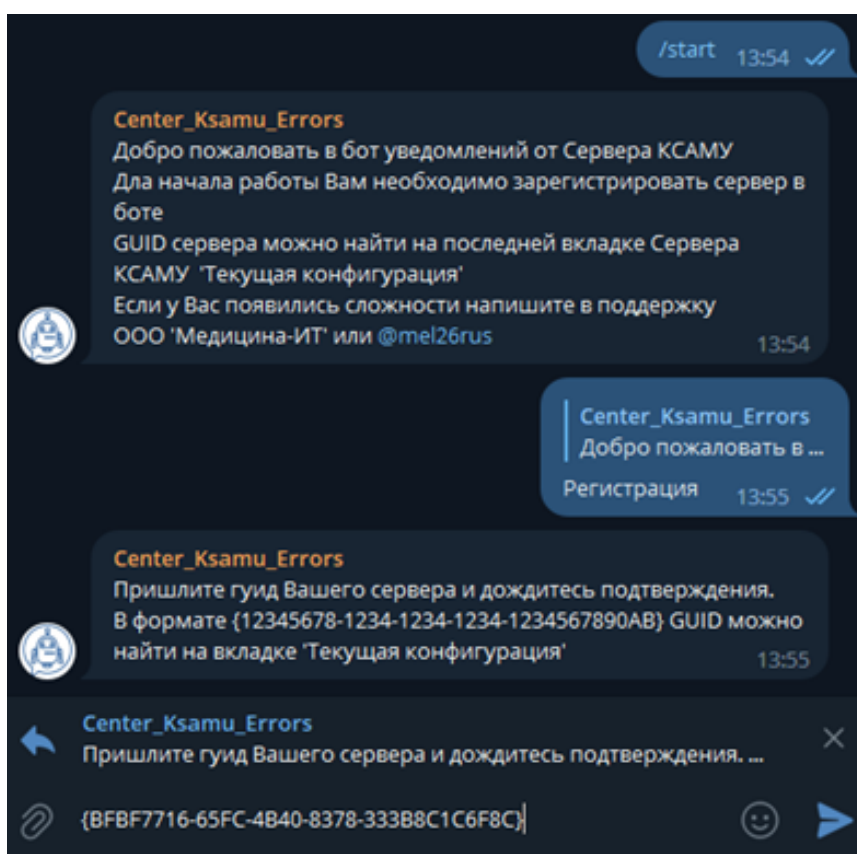 /start 13:54
Center_Ksamu_Errors
Добро пожаловать в бот уведомлений от Сервера КСАМУ
Дла начала работы Вам необходимо зарегистрировать сервер в
боте
GUID сервера можно найти на последней вкладке Сервера
КСАМУ 'Текущая конфигурация'
Если у Вас появились сложности напишите в поддержку
ООО 'Медицина-ИТ' или @mel26rus 13:54
Center_Ksamu_Errors
Добро пожаловать в ...
Регистрация 13:55
Center_Ksamu_Errors
Пришлите гуид Вашего сервера и дождитесь подтверждения.
В формате {12345678-1234-1234-1234-1234567890AB} GUID можно
найти на вкладке 'Текущая конфигурация' 13:55
Center_Ksamu_Errors
Пришлите гуид Вашего сервера и дождитесь подтверждения. ...
{BFBF7716-65FC-4B40-8378-333B8C1C6F8C}